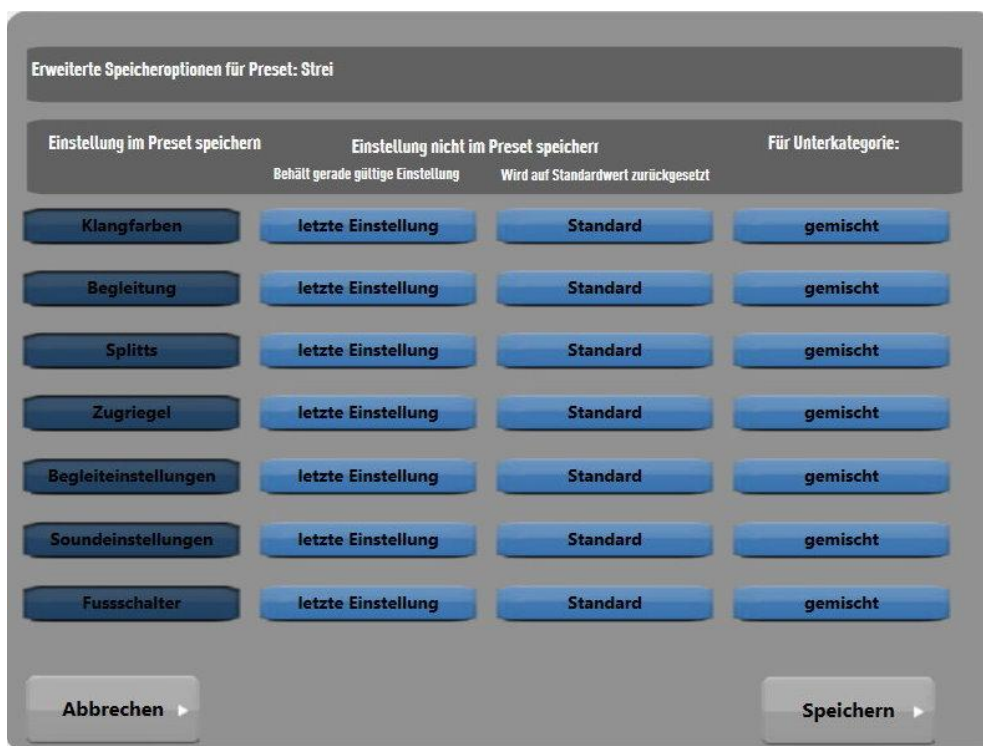 Erweiterte Speicheroptionen für Preset: Strei
Einstellung im Preset speichern Einstellung nicht im Preset speichern Für Unterkategorie:
Behält gerade gültige Einstellung Wird auf Standardwert zurückgesetzt
Klangfarben letzte Einstellung Standard gemischt
Begleitung letzte Einstellung Standard gemischt
Splitts letzte Einstellung Standard gemischt
Zugriegel letzte Einstellung Standard gemischt
Begleiteinstellungen letzte Einstellung Standard gemischt
Soundeinstellungen letzte Einstellung Standard gemischt
Fussschalter letzte Einstellung Standard gemischt
Abbrechen Speichern